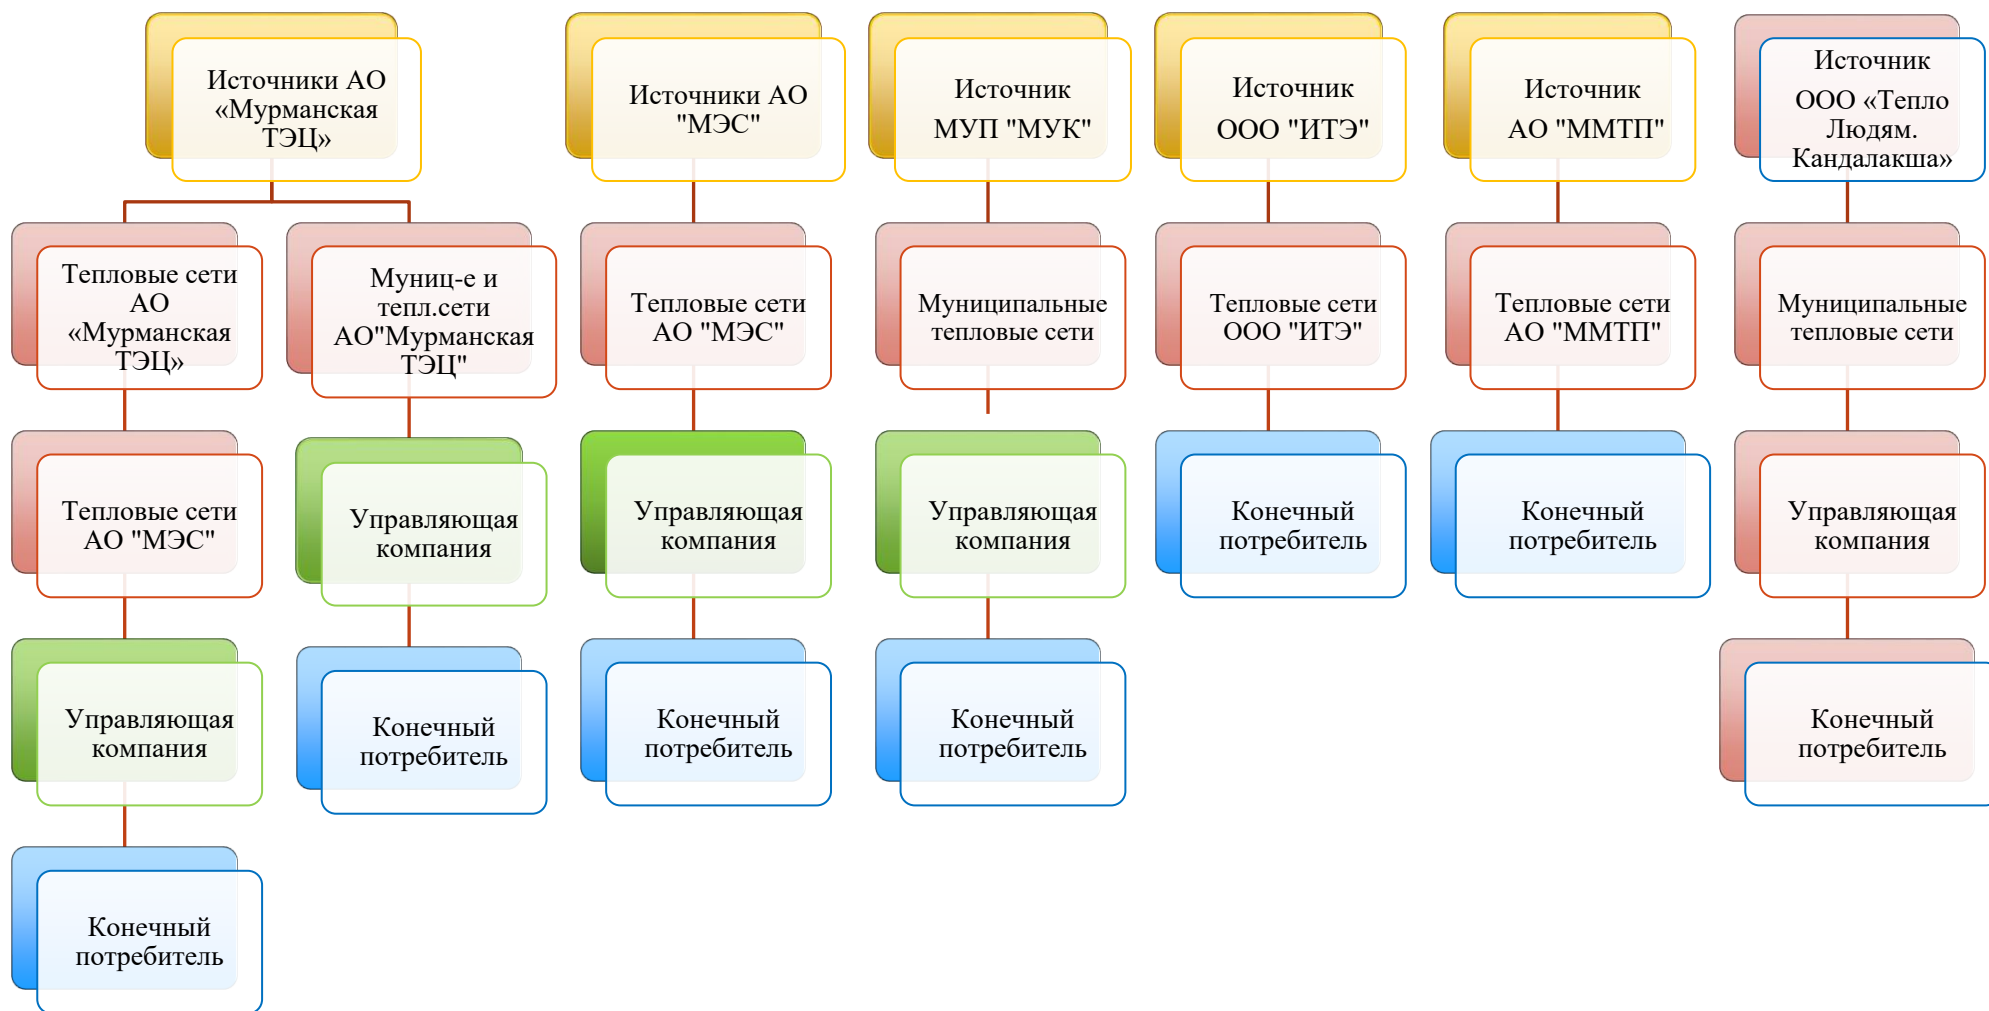 Источники АО
«Мурманская
ТЭЦ»
Источники АО
"МЭС"
Источник
МУП "МУК"
Источник
ООО "ИТЭ"
Источник
АО "ММТП"
Источник
ООО «Тепло
Людям.
Кандалакша»
Тепловые сети
АО
«Мурманская
ТЭЦ»
Муниц-е и
тепл.сети
АО"Мурманская
ТЭЦ"
Тепловые сети
АО "МЭС"
Муниципальные
тепловые сети
Тепловые сети
ООО "ИТЭ"
Тепловые сети
АО "ММТП"
Муниципальные
тепловые сети
Тепловые сети
АО "МЭС"
Управляющая
компания
Управляющая
компания
Управляющая
компания
Конечный
потребитель
Конечный
потребитель
Управляющая
компания
Управляющая
компания
Конечный
потребитель
Конечный
потребитель
Конечный
потребитель
Конечный
потребитель
Конечный
потребитель